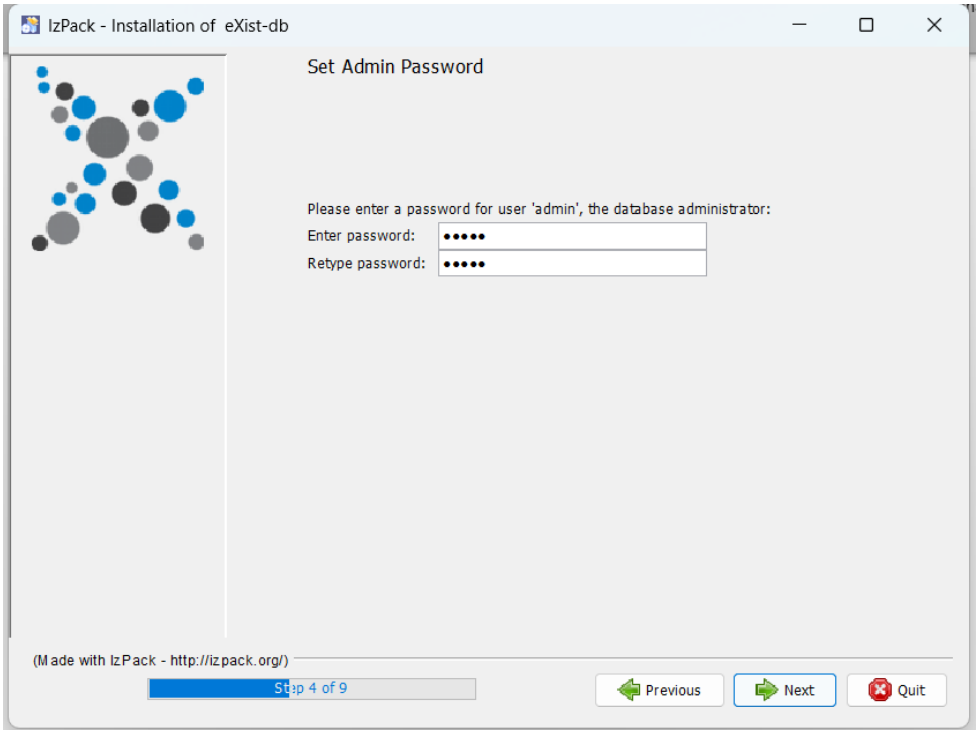 IzPack - Installation of eXist-db
Set Admin Password
Please enter a password for user 'admin', the database administrator:
Enter password: •••••
Retype password: •••••
(Made with IzPack - http://izpack.org/)
Step 4 of 9
Previous
Next
Quit